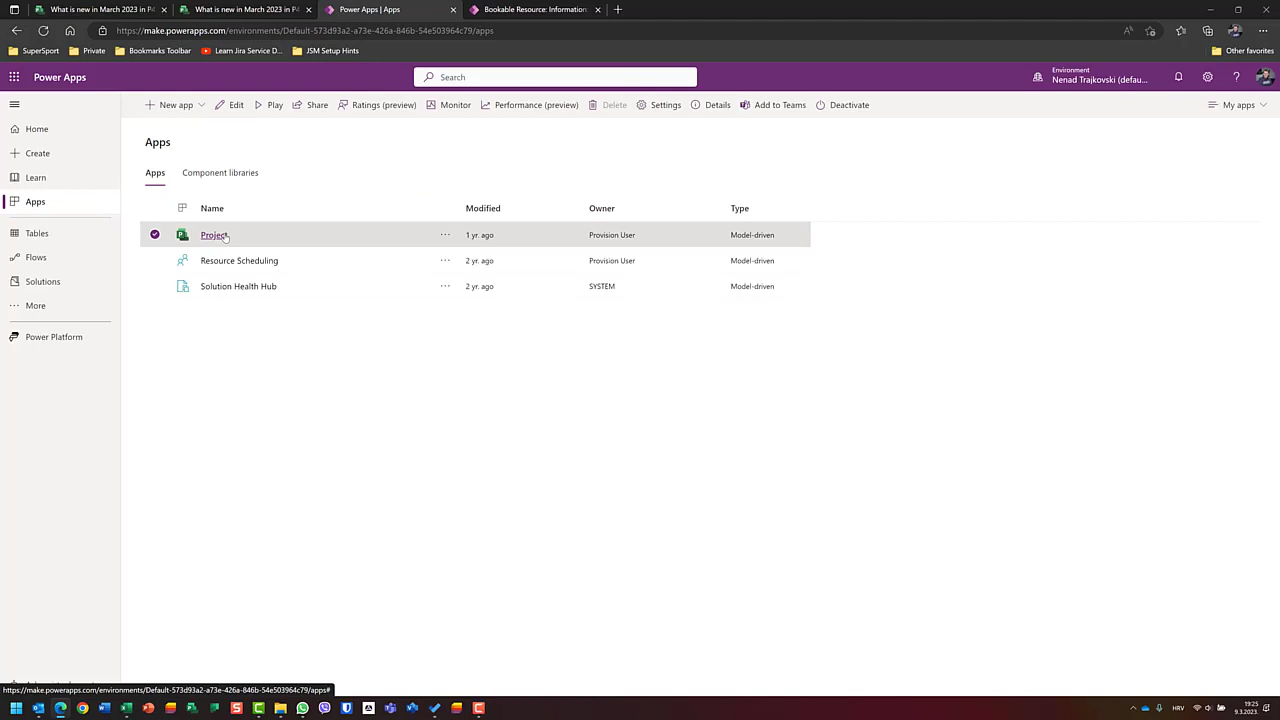 What is new in March 2023 in P4
What is new in March 2023 in P4
Power Apps | Apps
Bookable Resource: Information:
https://make.powerapps.com/environments/Default-573d93a2-a73e-426a-846b-54e503964c79/apps
SuperSport
Private
Bookmarks Toolbar
Learn Jira Service D...
JSM Setup Hints
Other favorites
Power Apps
Search
Environment
Nenad Trajkovski (defau...
New app
Edit
Play
Share
Ratings (preview)
Monitor
Performance (preview)
Delete
Settings
Details
Add to Teams
Deactivate
My apps
Home
Create
Learn
Apps
Tables
Flows
Solutions
More
Power Platform
Apps
Apps
Component libraries
Name
Modified
Owner
Type
Project
1 yr. ago
Provision User
Model-driven
Resource Scheduling
2 yr. ago
Provision User
Model-driven
Solution Health Hub
2 yr. ago
SYSTEM
Model-driven
https://make.powerapps.com/environments/Default-573d93a2-a73e-426a-846b-54e503964c79/apps#
HRV
19:25
9.3.2023.